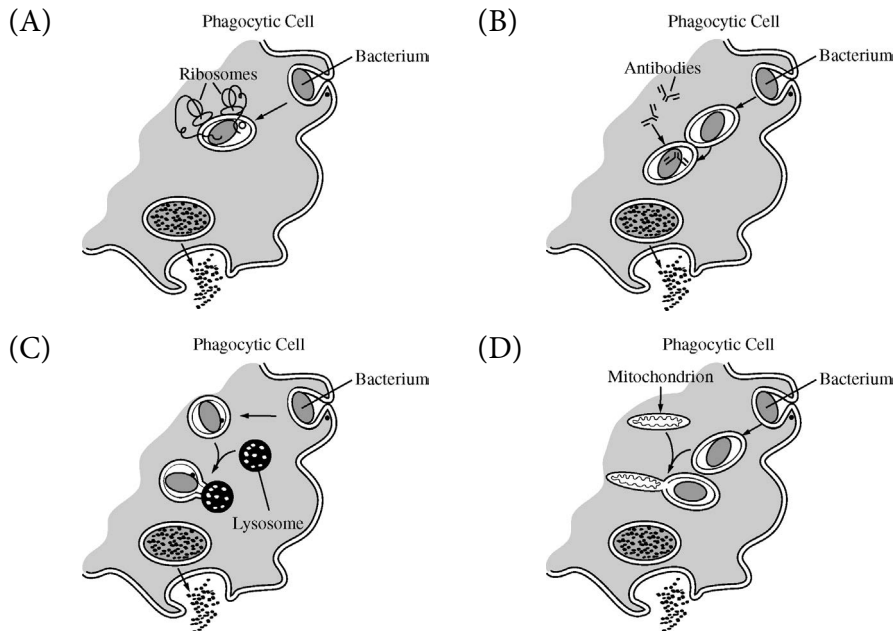 (A)
Phagocytic Cell
Bacterium
Ribosomes
(B)
Phagocytic Cell
Bacterium
Antibodies
(C)
Phagocytic Cell
Bacterium
Lysosome
(D)
Phagocytic Cell
Mitochondrion
Bacterium